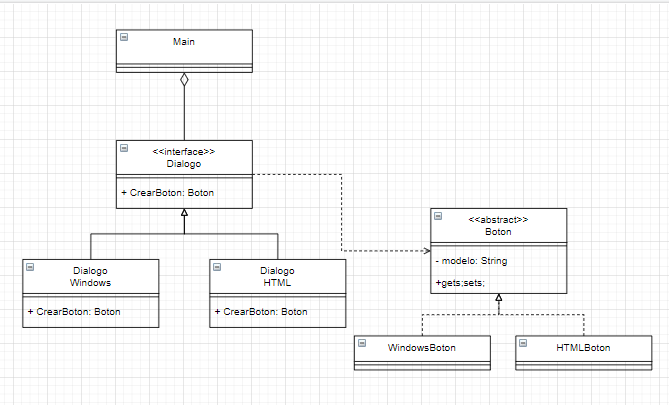 Main
<<interface>>
Dialogo
+ CrearBoton: Boton
<<abstract>>
Boton
- modelo: String
+gets;sets;
Dialogo
Windows
+ CrearBoton: Boton
Dialogo
HTML
+ CrearBoton: Boton
WindowsBoton
HTMLBoton